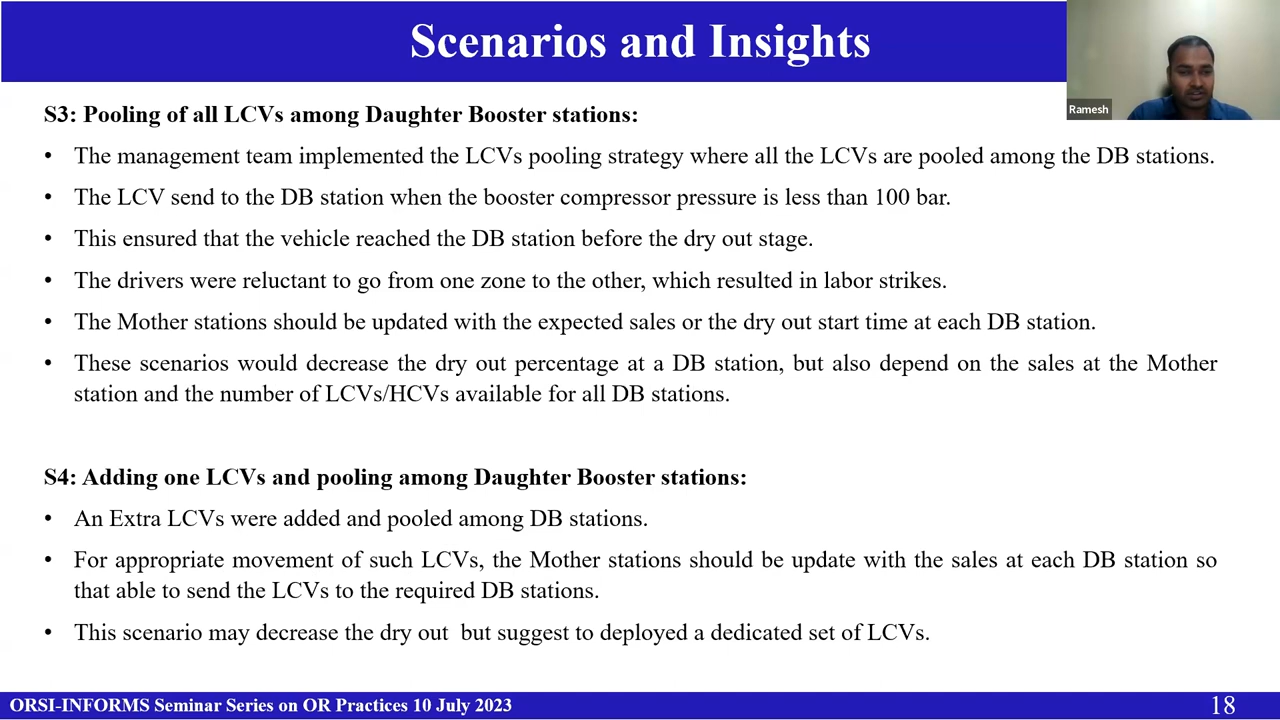 Scenarios and Insights
Ramesh
S3: Pooling of all LCVs among Daughter Booster stations:
• The management team implemented the LCVs pooling strategy where all the LCVs are pooled among the DB stations.
• The LCV send to the DB station when the booster compressor pressure is less than 100 bar.
• This ensured that the vehicle reached the DB station before the dry out stage.
• The drivers were reluctant to go from one zone to the other, which resulted in labor strikes.
• The Mother stations should be updated with the expected sales or the dry out start time at each DB station.
• These scenarios would decrease the dry out percentage at a DB station, but also depend on the sales at the Mother
station and the number of LCVs/HCVs available for all DB stations.
S4: Adding one LCVs and pooling among Daughter Booster stations:
• An Extra LCVs were added and pooled among DB stations.
• For appropriate movement of such LCVs, the Mother stations should be update with the sales at each DB station so
that able to send the LCVs to the required DB stations.
• This scenario may decrease the dry out  but suggest to deployed a dedicated set of LCVs.
ORSI-INFORMS Seminar Series on OR Practices 10 July 2023
18